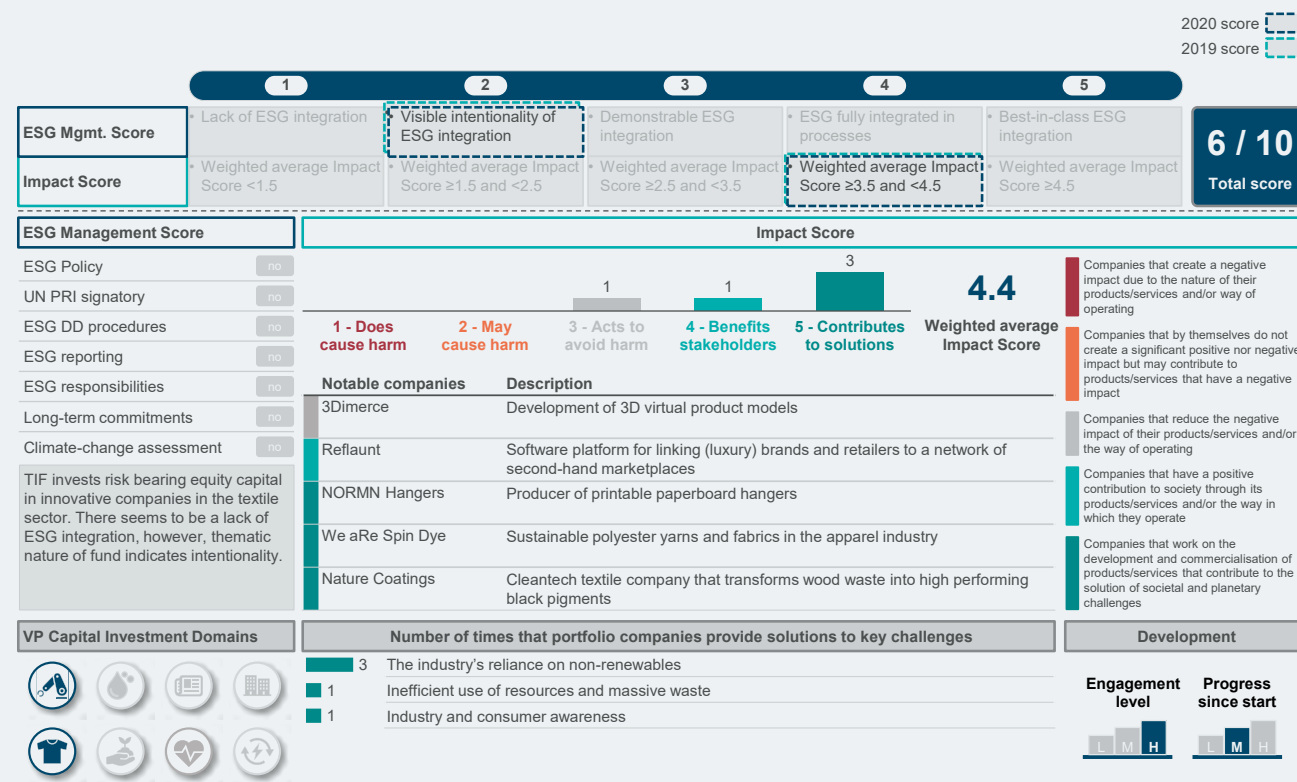 2020 score
2019 score
1 2 3 4 5
ESG Mgmt. Score
• Lack of ESG integration
• Visible intentionality of
ESG integration
• Demonstrable ESG
integration
• ESG fully integrated in
processes
• Best-in-class ESG
integration
Impact Score
• Weighted average Impact
Score <1.5
• Weighted average Impact
Score ≥1.5 and <2.5
• Weighted average Impact
Score ≥2.5 and <3.5
• Weighted average Impact
Score ≥3.5 and <4.5
• Weighted average Impact
Score ≥4.5
6 / 10
Total score
ESG Management Score
ESG Policy no
UN PRI signatory no
ESG DD procedures no
ESG reporting no
ESG responsibilities no
Long-term commitments no
Climate-change assessment no
TIF invests risk bearing equity capital
in innovative companies in the textile
sector. There seems to be a lack of
ESG integration, however, thematic
nature of fund indicates intentionality.
Impact Score
1 1 3
1 - Does
cause harm
2 - May
cause harm
3 - Acts to
avoid harm
4 - Benefits
stakeholders
5 - Contributes
to solutions
4.4
Weighted average
Impact Score
Notable companies Description
3Dimerce Development of 3D virtual product models
Reflaunt Software platform for linking (luxury) brands and retailers to a network of
second-hand marketplaces
NORMN Hangers Producer of printable paperboard hangers
We aRe Spin Dye Sustainable polyester yarns and fabrics in the apparel industry
Nature Coatings Cleantech textile company that transforms wood waste into high performing
black pigments
Companies that create a negative
impact due to the nature of their
products/services and/or way of
operating
Companies that by themselves do not
create a significant positive nor negative
impact but may contribute to
products/services that have a negative
impact
Companies that reduce the negative
impact of their products/services and/or
the way of operating
Companies that have a positive
contribution to society through its
products/services and/or the way in
which they operate
Companies that work on the
development and commercialisation of
products/services that contribute to the
solution of societal and planetary
challenges
VP Capital Investment Domains
Number of times that portfolio companies provide solutions to key challenges
3 The industry's reliance on non-renewables
1 Inefficient use of resources and massive waste
1 Industry and consumer awareness
Development
Engagement
level
L M H
Progress
since start
L M H